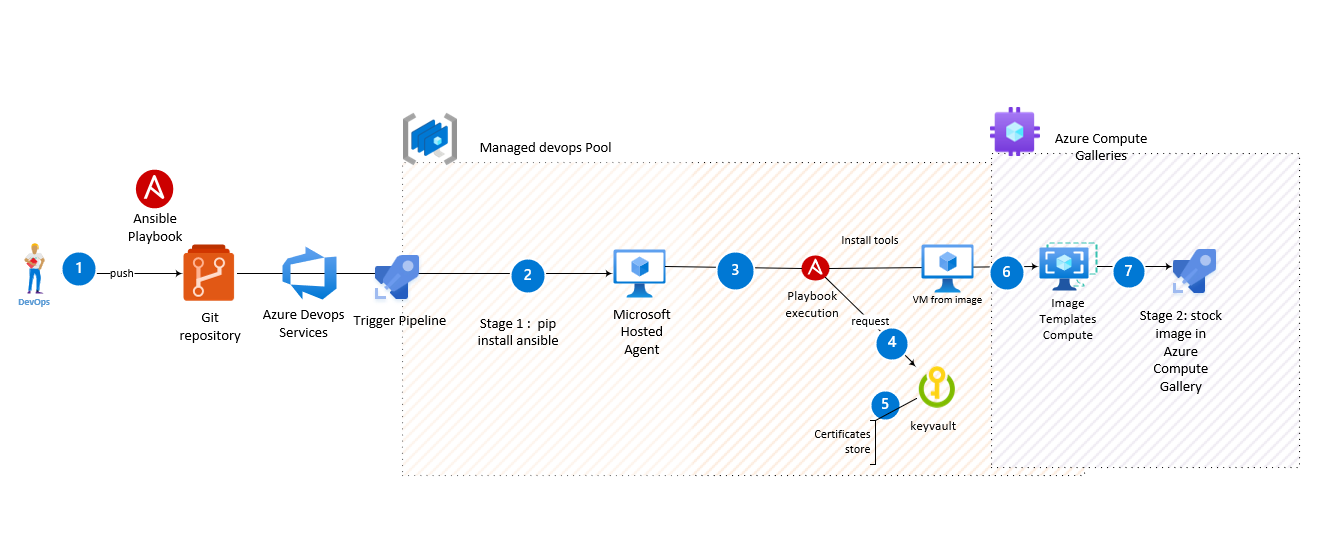 Managed devops Pool
Azure Compute
Galleries
Ansible
Playbook
1
push
DevOps
Git
repository
Azure Devops
Services
Trigger Pipeline
2
Stage 1 : pip
install ansible
Microsoft
Hosted
Agent
3
Install tools
Playbook
execution
VM from image
request
4
keyvault
5
Certificates
store
6
Image
Templates
Compute
7
Stage 2: stock
image in
Azure
Compute
Gallery